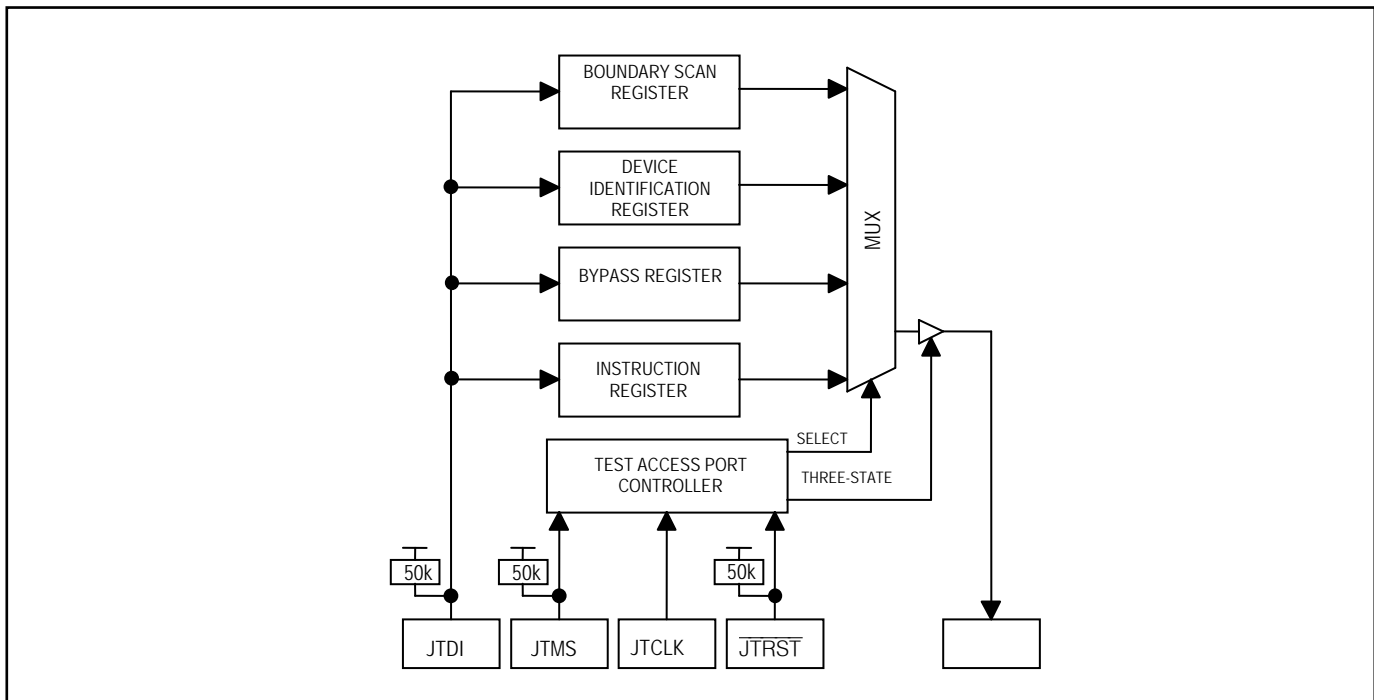 BOUNDARY SCAN
REGISTER
DEVICE
IDENTIFICATION
REGISTER
BYPASS REGISTER
INSTRUCTION
REGISTER
MUX
TEST ACCESS PORT
CONTROLLER
SELECT
THREE-STATE
50k
50k
50k
JTDI
JTMS
JTCLK
J̅T̅R̅S̅T̅